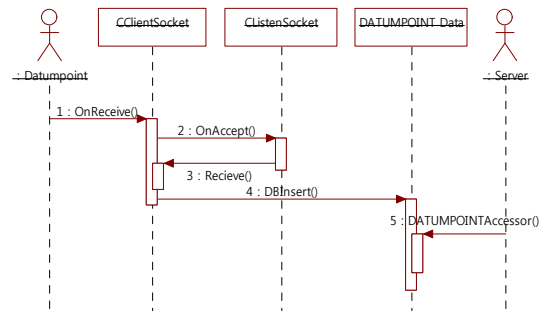 CClientSocket
CListenSocket
DATUMPOINT Data
: Datumpoint
: Server
1 : OnReceive()
2 : OnAccept()
3 : Recieve()
4 : DBInsert()
5 : DATUMPOINTAccessor()